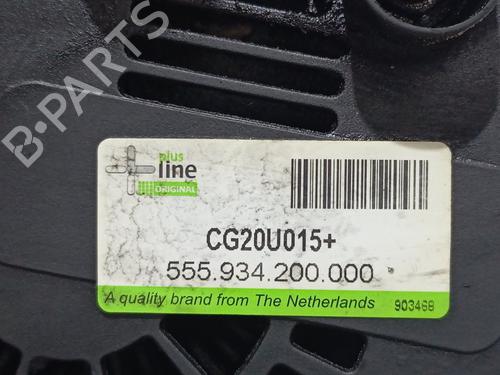 B-PARTS
plus
line
ORIGINAL
CG20U015+
555.934.200.000
A quality brand from The Netherlands
903468